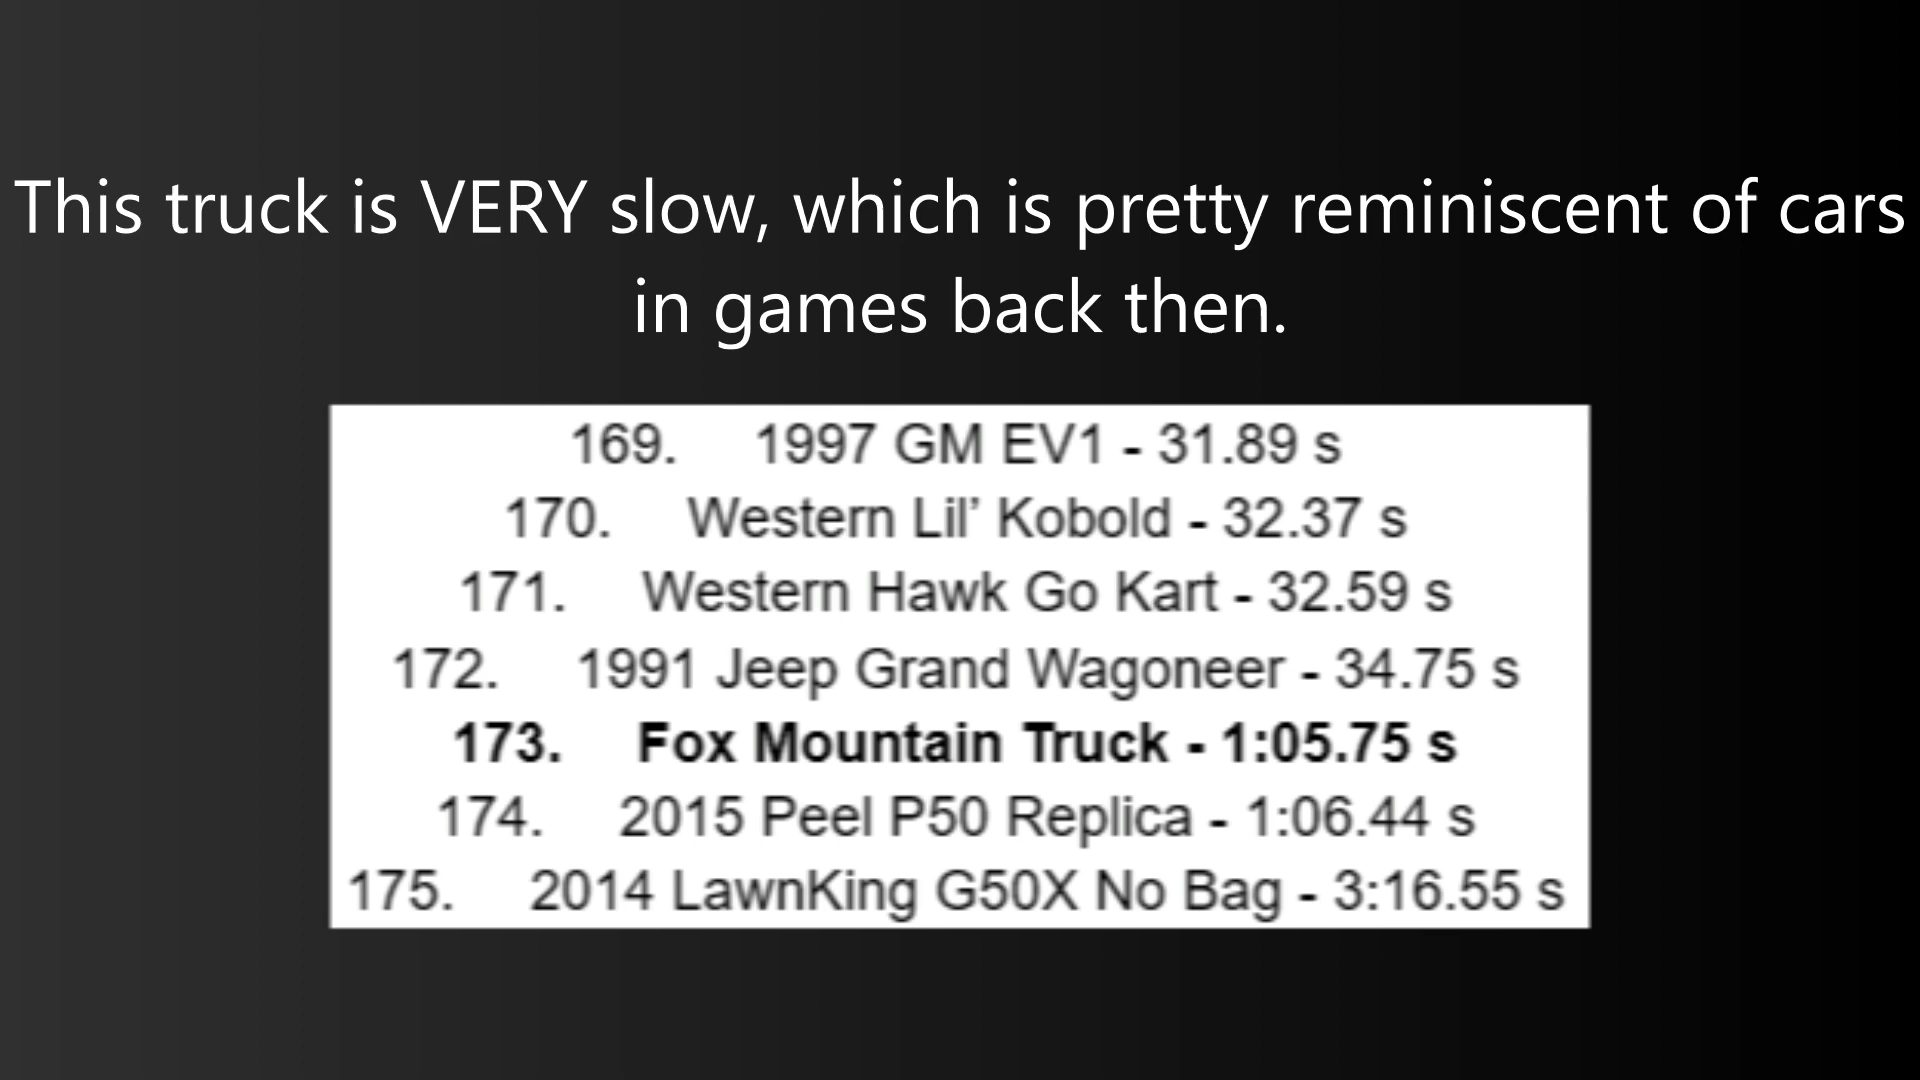 This truck is VERY slow, which is pretty reminiscent of cars
in games back then.
169. 1997 GM EV1 - 31.89 s
170. Western Lil’ Kobold - 32.37 s
171. Western Hawk Go Kart - 32.59 s
172. 1991 Jeep Grand Wagoneer - 34.75 s
173. Fox Mountain Truck - 1:05.75 s
174. 2015 Peel P50 Replica - 1:06.44 s
175. 2014 LawnKing G50X No Bag - 3:16.55 s